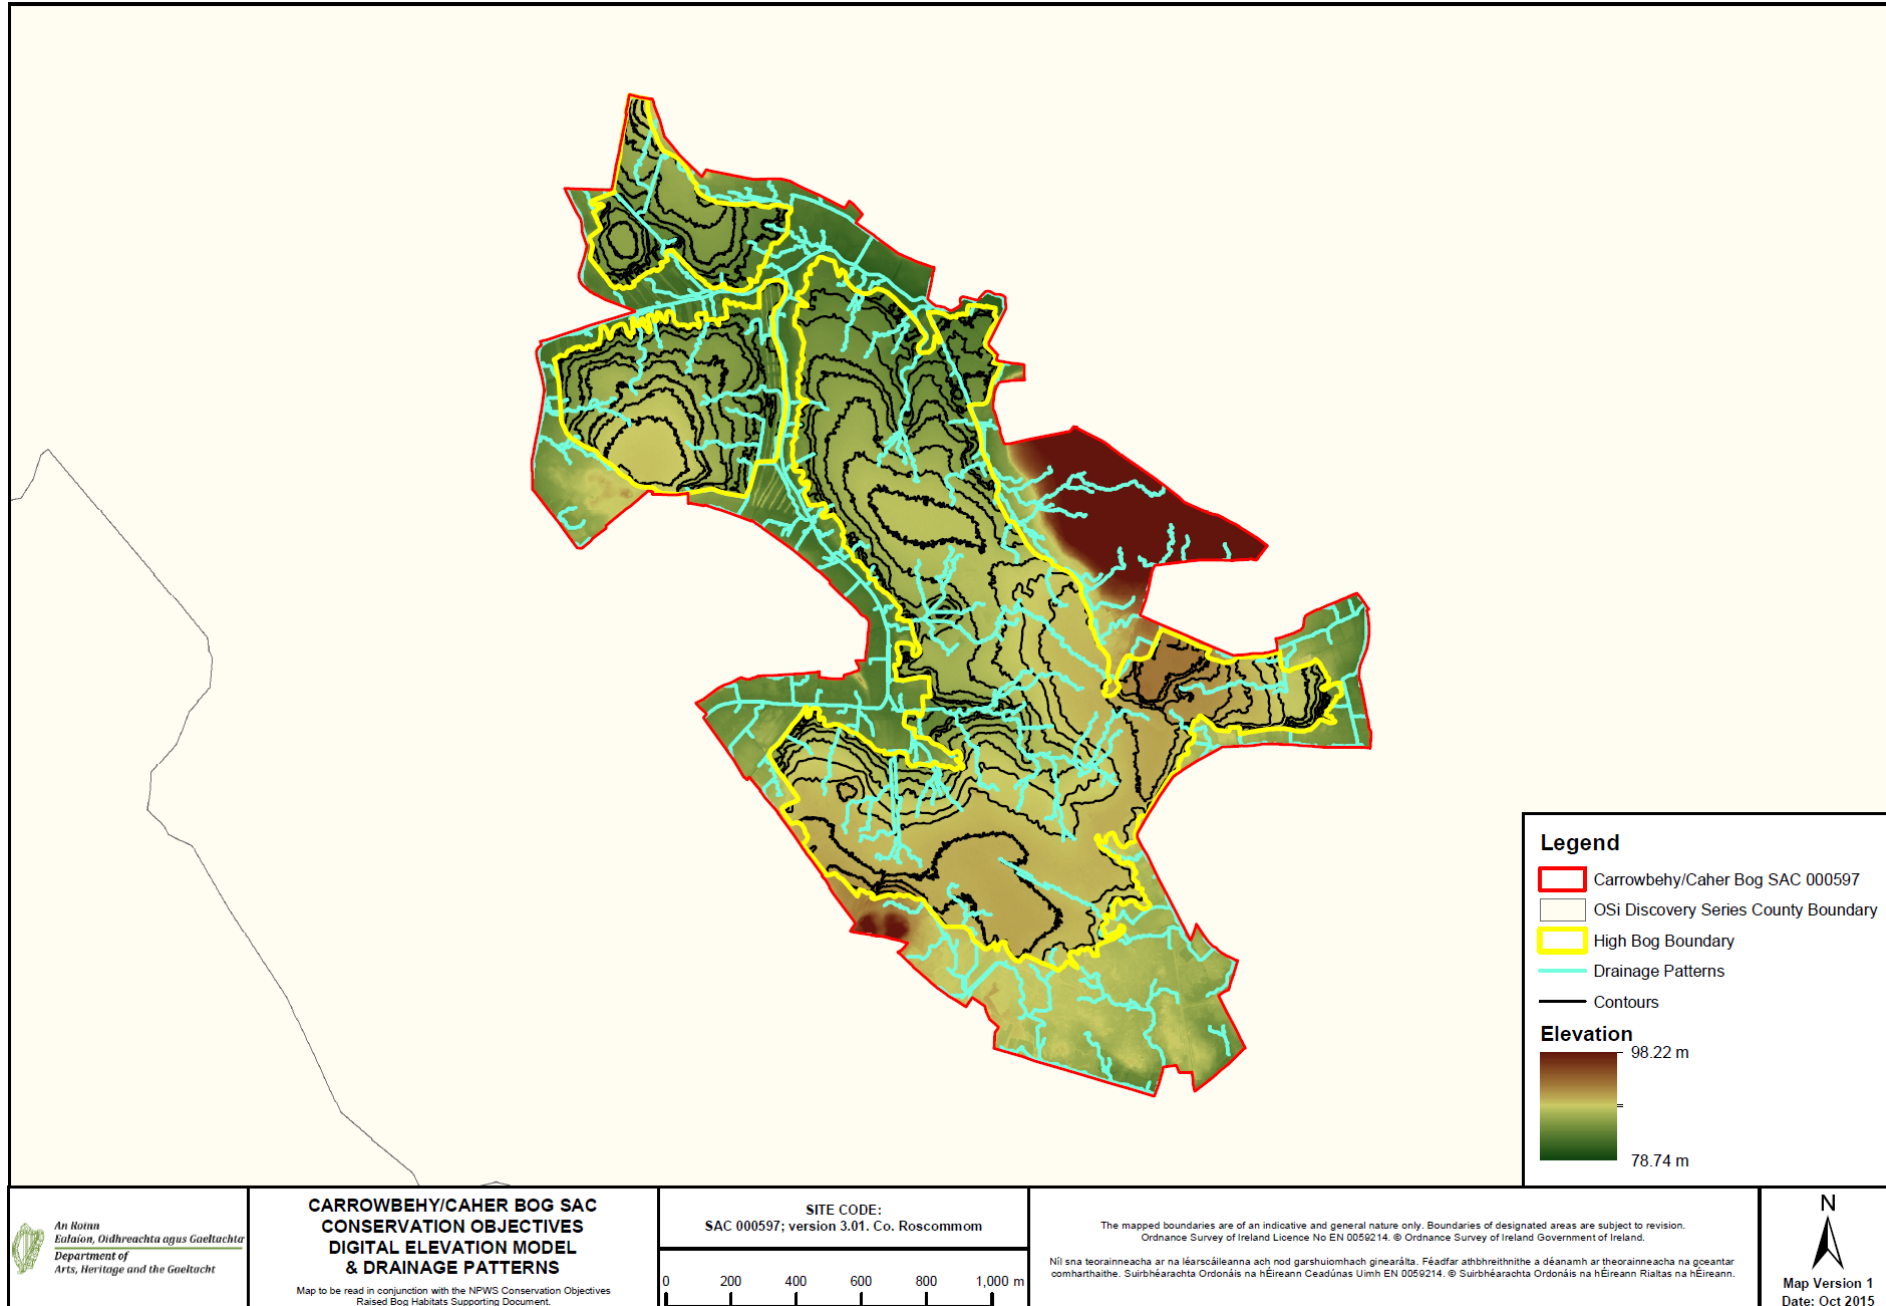 Legend
Carrowbehy/Caher Bog SAC 000597
OSi Discovery Series County Boundary
High Bog Boundary
Drainage Patterns
Contours
Elevation
98.22 m
78.74 m
An Roinn
Ealaíon, Oidhreachta agus Gaeltachta
Department of
Arts, Heritage and the Gaeltacht
CARROWBEHY/CAHER BOG SAC
CONSERVATION OBJECTIVES
DIGITAL ELEVATION MODEL
& DRAINAGE PATTERNS
Map to be read in conjunction with the NPWS Conservation Objectives
Raised Bog Habitats Supporting Document.
SITE CODE:
SAC 000597; version 3.01. Co. Roscommom
0 200 400 600 800 1,000 m
The mapped boundaries are of an indicative and general nature only. Boundaries of designated areas are subject to revision.
Ordnance Survey of Ireland Licence No EN 0059214. © Ordnance Survey of Ireland Government of Ireland.
Níl sna teorainneacha ar na léarscáileanna ach nod garshuiomhach ginearálta. Féadfar athbhreithnithe a déanamh ar theorainneacha na gceantar
comharthaithe. Suirbhéarachta Ordonáis na hÉireann Ceadúnas Uimh EN 0059214. © Suirbhéarachta Ordonáis na hÉireann Rialtas na hÉireann.
N
Map Version 1
Date: Oct 2015